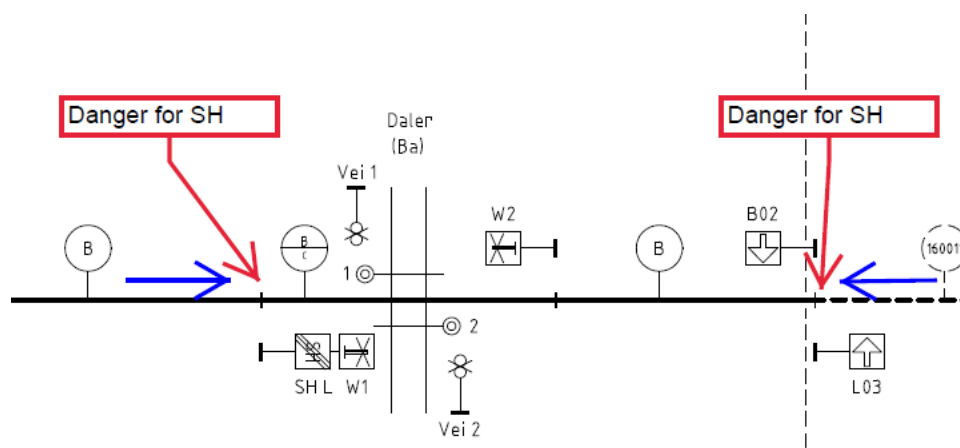 Danger for SH
Danger for SH
Daler
(Ba)
Vei 1
W2
B02
B
B
C
B
16001
1
2
SH L
W1
L03
Vei 2